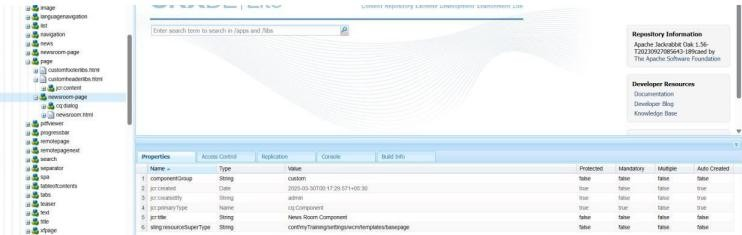 image
languagenavigation
list
navigation
news
newsroom-page
page
customfooterlibs.html
customheaderlibs.html
jcr:content
newsroom-page
cq:dialog
newsroom.html
pdfviewer
progressbar
remotepage
remotepagenext
search
separator
spa
tableofcontents
tabs
teaser
text
title
xfpage
Content Repository Extreme Development Environment Lite
Enter search term to search in /apps and /libs
Repository Information
Apache Jackrabbit Oak 1.56-
T20230927085643-189caed by
The Apache Software Foundation
Developer Resources
Documentation
Developer Blog
Knowledge Base
Properties Access Control Replication Console Build Info
Name Type Value Protected Mandatory Multiple Auto Created
1 componentGroup String custom false false false false
2 jcr:created Date 2025-03-30T00:17:29.571+05:30 true false false true
3 jcr:createdBy String admin true false false true
4 jcr:primaryType Name cq:Component true true false true
5 jcr:title String News Room Component false false false false
6 sling:resourceSuperType String conf/myTraining/settings/wcm/templates/basepage false false false false